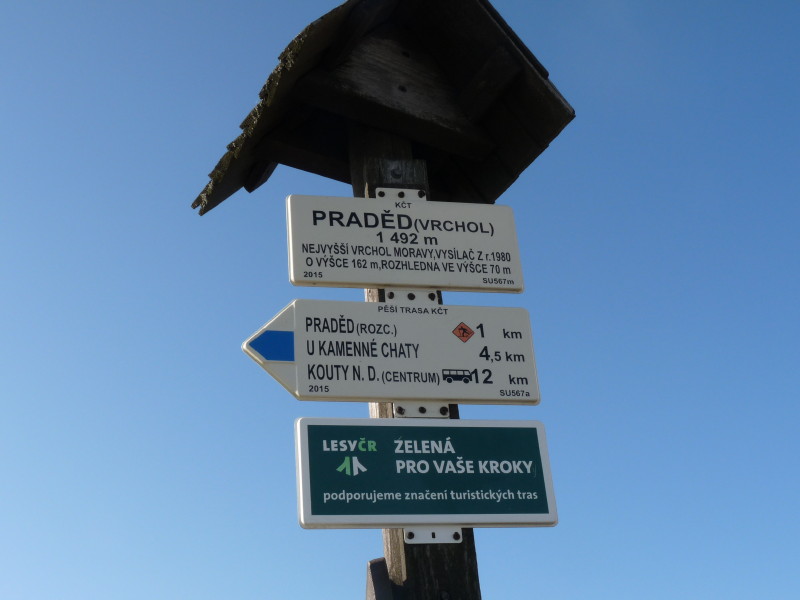 KČT
PRADĚD (VRCHOL)
1 492 m
NEJVYŠŠÍ VRCHOL MORAVY,VYSÍLAČ Z r.1980
O VÝŠCE 162 m,ROZHLEDNA VE VÝŠCE 70 m
2015 SU567m
PĚŠÍ TRASA KČT
PRADĚD (ROZC.) 1 km
U KAMENNÉ CHATY 4,5 km
KOUTY N. D. (CENTRUM) 12 km
2015 SU567a
LESYČR ZELENÁ
PRO VAŠE KROKY
podporujeme značení turistických tras